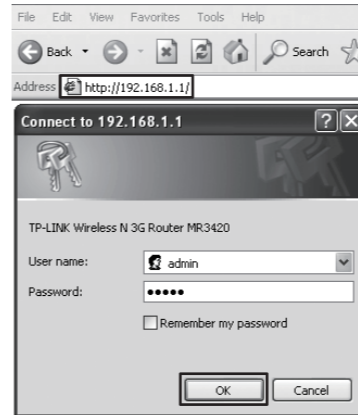 File Edit View Favorites Tools Help
Back Search
Address http://192.168.1.1/
Connect to 192.168.1.1
TP-LINK Wireless N 3G Router MR3420
User name: admin
Password: •••••
Remember my password
OK Cancel